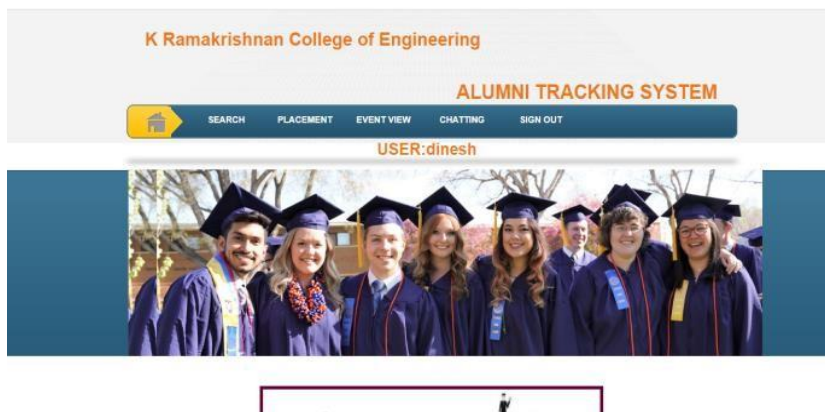 K Ramakrishnan College of Engineering
ALUMNI TRACKING SYSTEM
SEARCH PLACEMENT EVENT VIEW CHATTING SIGN OUT
USER:dinesh